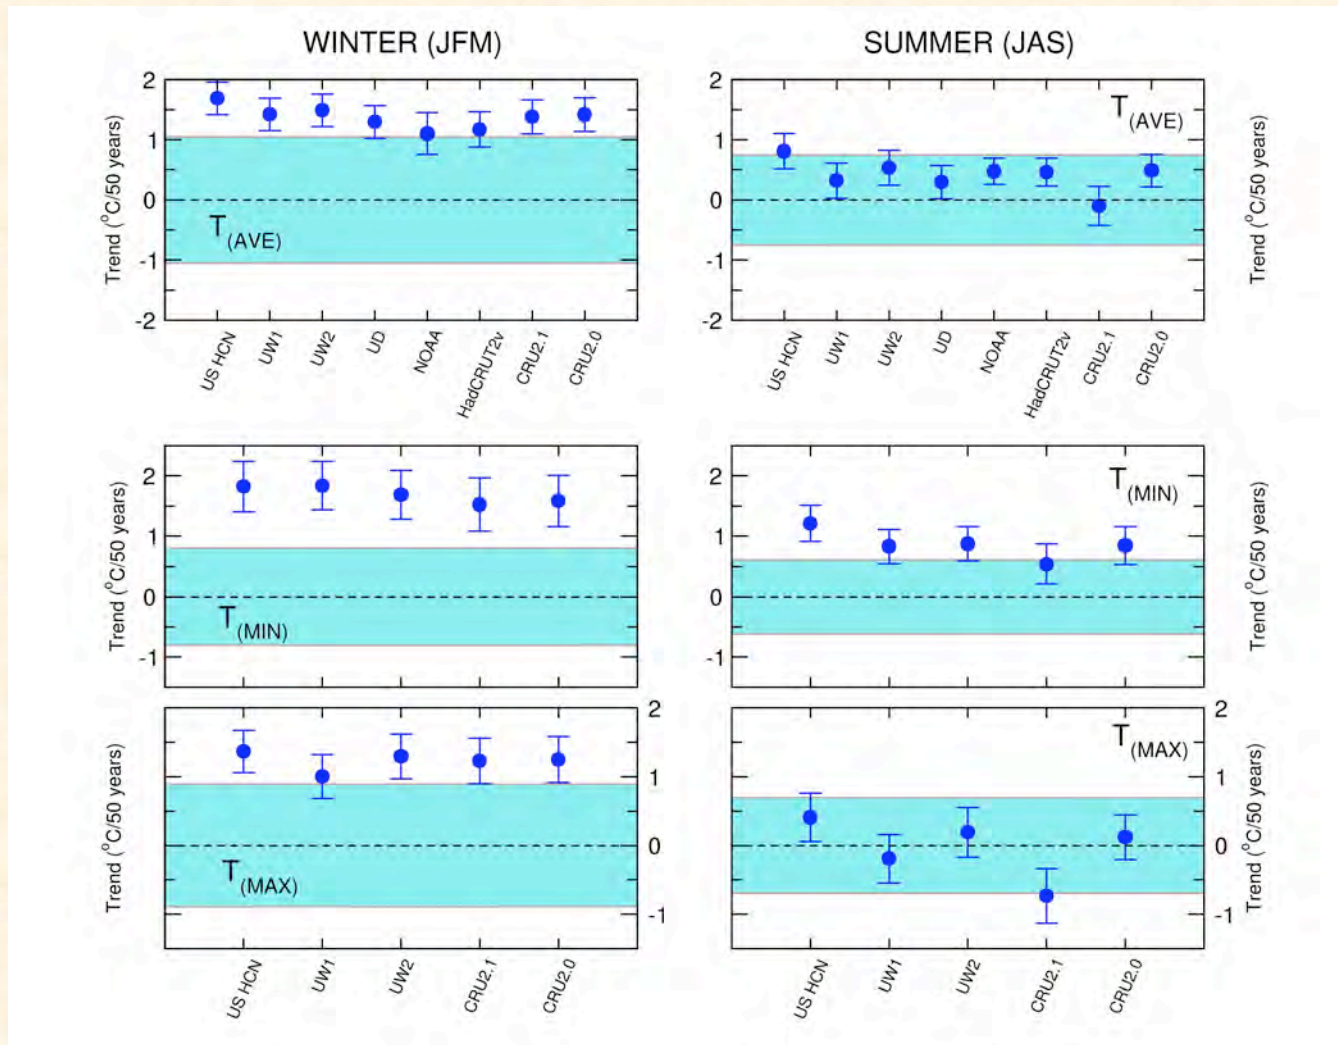 WINTER (JFM)
SUMMER (JAS)
2
1
0
-1
-2
Trend (°C/50 years)
T(AVE)
US HCN
UW1
UW2
UD
NOAA
HadCRUT2v
CRU2.1
CRU2.0
2
1
0
-1
-2
T(AVE)
Trend (°C/50 years)
US HCN
UW1
UW2
UD
NOAA
HadCRUT2v
CRU2.1
CRU2.0
2
1
0
-1
Trend (°C/50 years)
T(MIN)
2
1
0
-1
T(MIN)
Trend (°C/50 years)
Trend (°C/50 years)
T(MAX)
2
1
0
-1
US HCN
UW1
UW2
CRU2.1
CRU2.0
T(MAX)
2
1
0
-1
Trend (°C/50 years)
US HCN
UW1
UW2
CRU2.1
CRU2.0